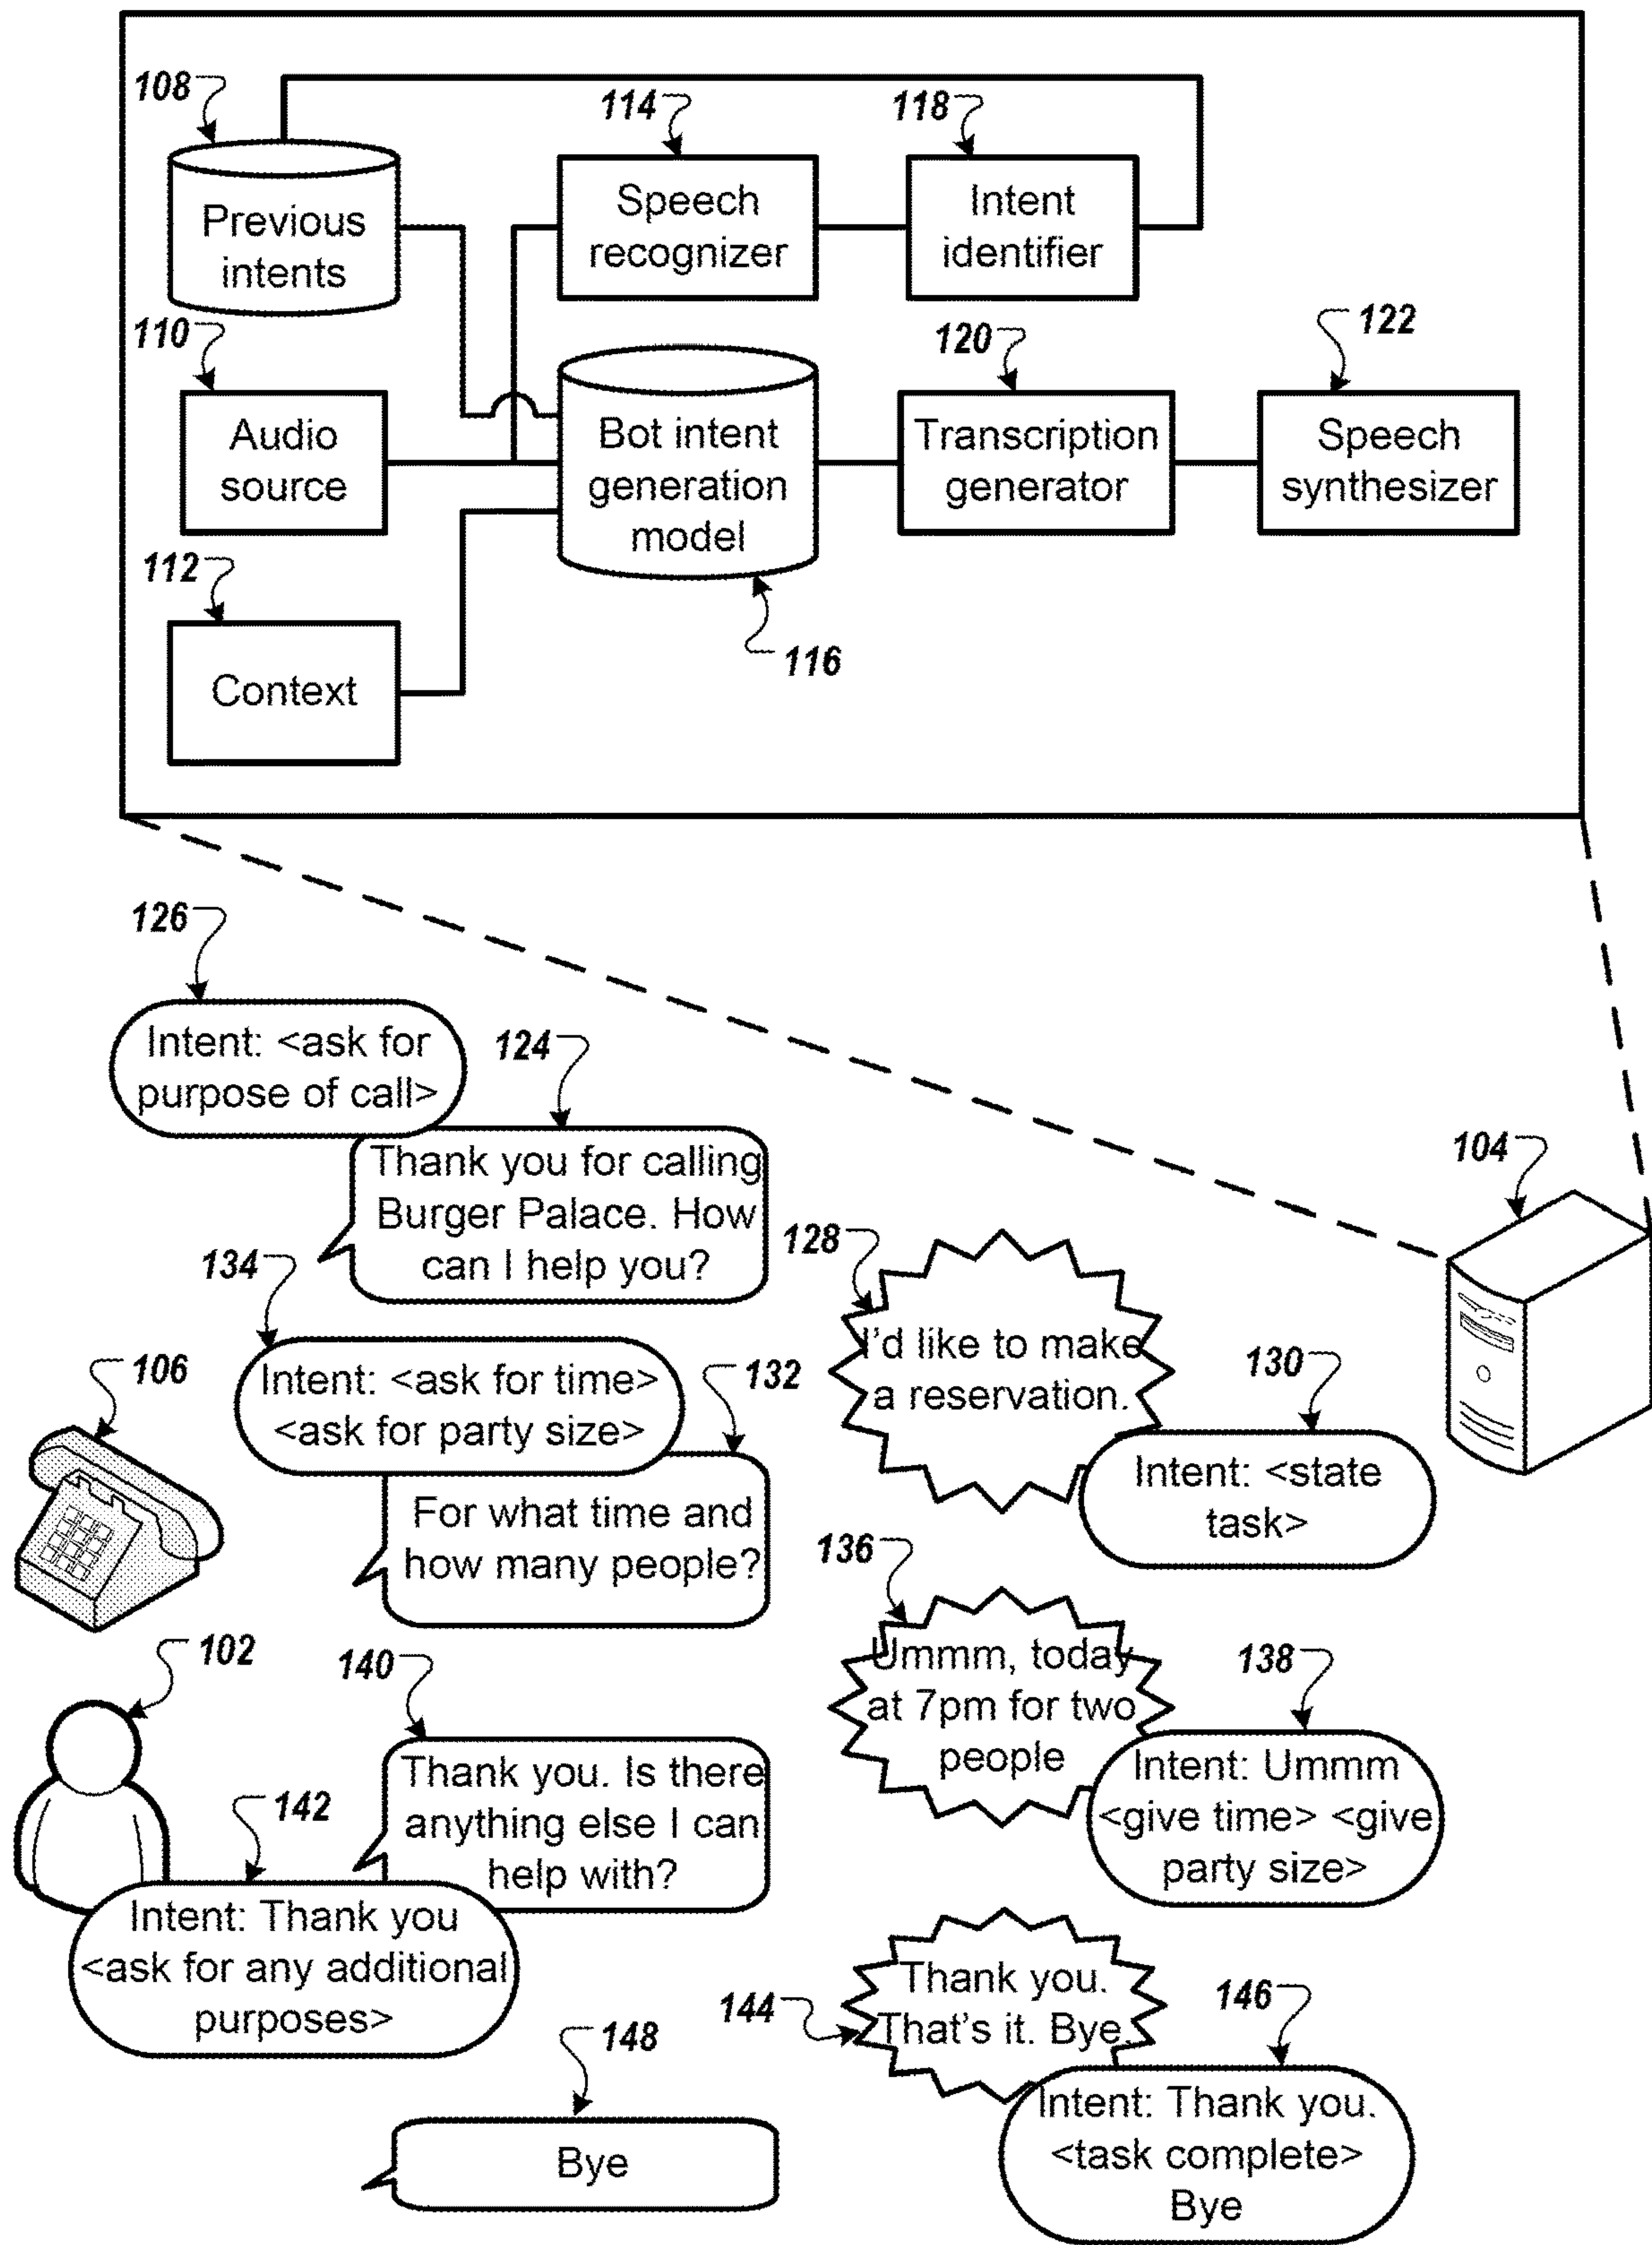 108
114
118
Previous
intents
Speech
recognizer
Intent
identifier
110
120
122
Audio
source
Bot intent
generation
model
Transcription
generator
Speech
synthesizer
112
116
Context
126
Intent: <ask for
purpose of call>
124
Thank you for calling
Burger Palace. How
can I help you?
104
128
I'd like to make
a reservation.
134
Intent: <ask for time>
<ask for party size>
132
For what time and
how many people?
130
Intent: <state
task>
106
136
Ummm, today
at 7pm for two
people
138
Intent: Ummm
<give time> <give
party size>
102
140
Thank you. Is there
anything else I can
help with?
142
Intent: Thank you
<ask for any additional
purposes>
144
Thank you.
That's it. Bye.
146
Intent: Thank you.
<task complete>
Bye
148
Bye